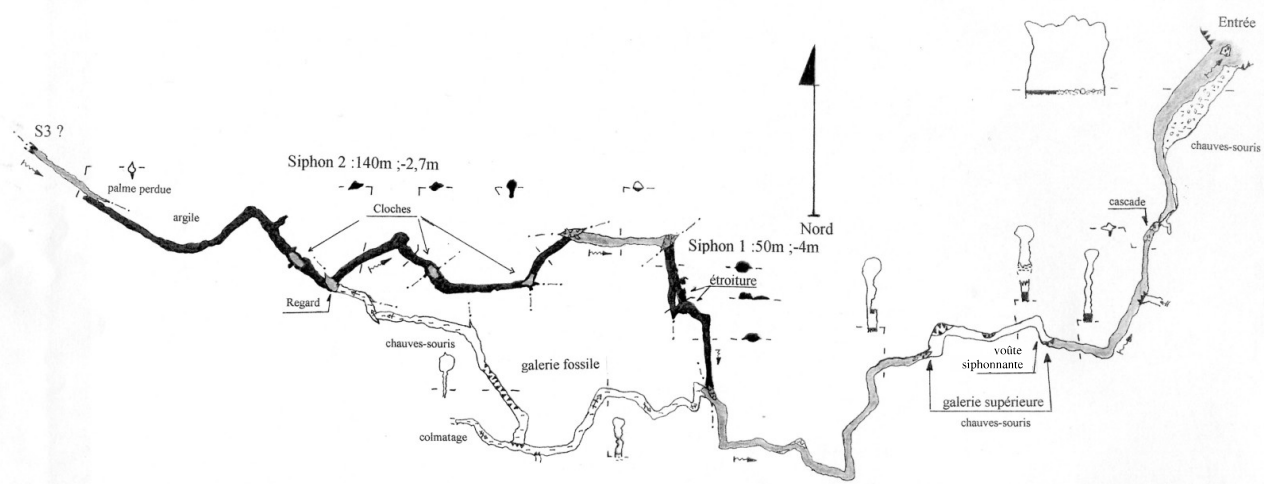 Entrée
S3 ?
chauves-souris
Siphon 2 :140m ;-2,7m
palme perdue
argile
Cloches
cascade
Nord
Siphon 1 :50m ;-4m
étroiture
Regard
chauves-souris
galerie fossile
voûte
siphonnante
galerie supérieure
chauves-souris
colmatage